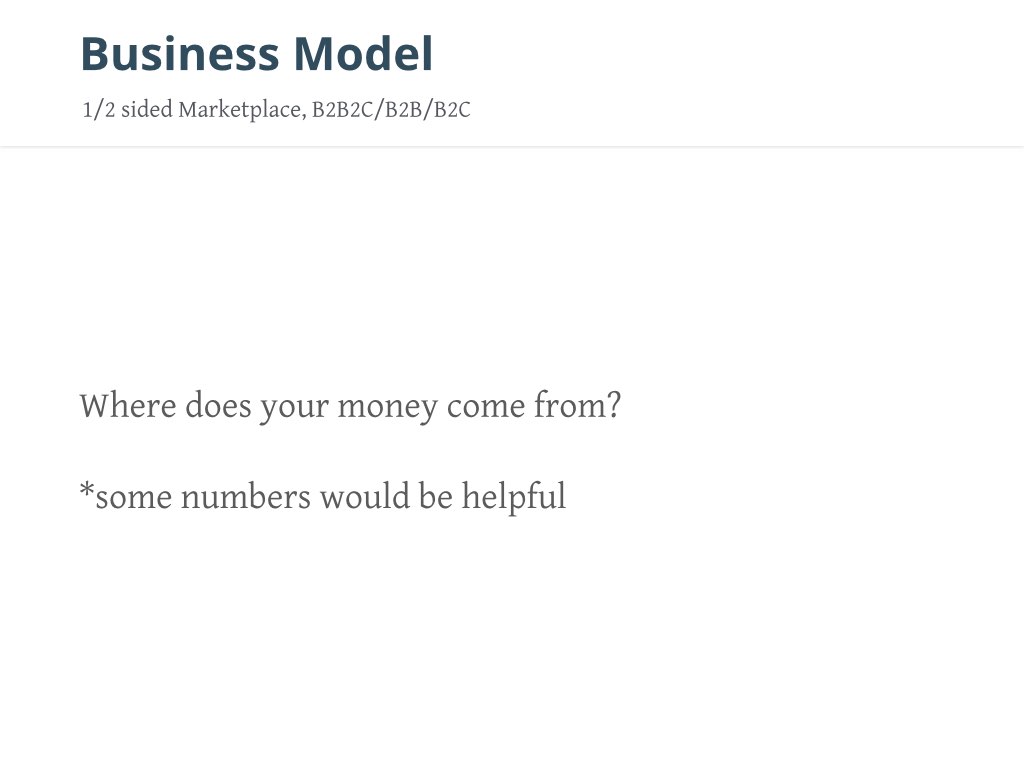 Business Model
1/2 sided Marketplace, B2B2C/B2B/B2C
Where does your money come from?
*some numbers would be helpful